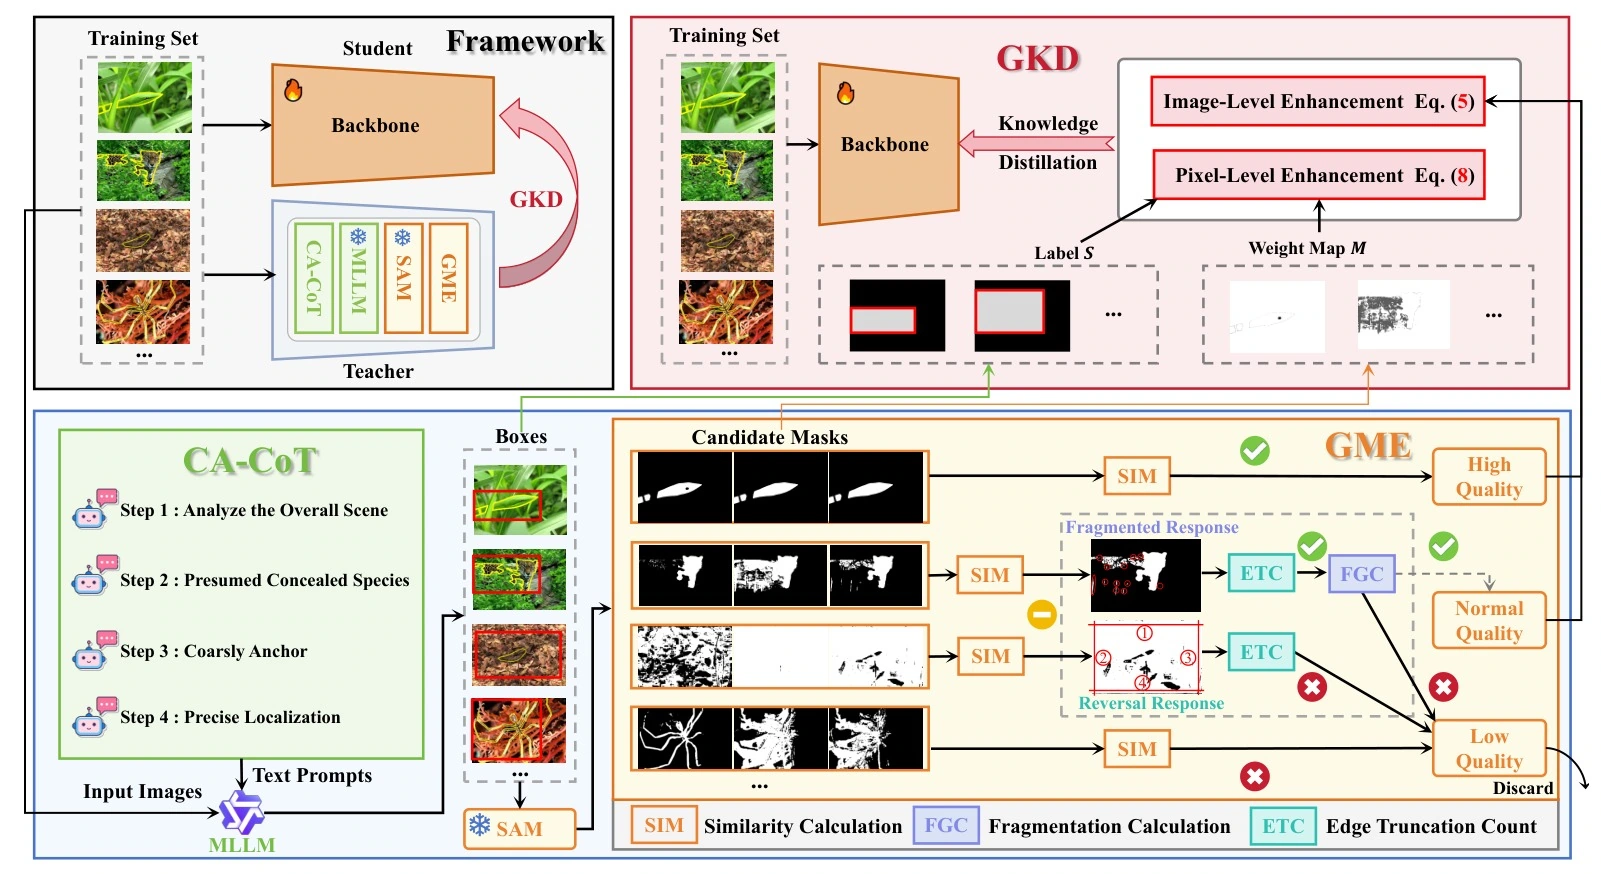 Framework
Training Set
Student
Backbone
GKD
CA-CoT
MLLM
SAM
GME
Teacher
...
GKD
Training Set
Backbone
Knowledge
Distillation
Image-Level Enhancement Eq. (5)
Pixel-Level Enhancement Eq. (8)
Label S
Weight Map M
...
...
...
CA-CoT
Step 1 : Analyze the Overall Scene
Step 2 : Presumed Concealed Species
Step 3 : Coarsly Anchor
Step 4 : Precise Localization
Text Prompts
Input Images
MLLM
Boxes
...
SAM
Candidate Masks
GME
SIM
High
Quality
Fragmented Response
SIM
ETC
FGC
Normal
Quality
SIM
1
2
3
4
ETC
Reversal Response
SIM
Low
Quality
...
Discard
SIM Similarity Calculation FGC Fragmentation Calculation ETC Edge Truncation Count